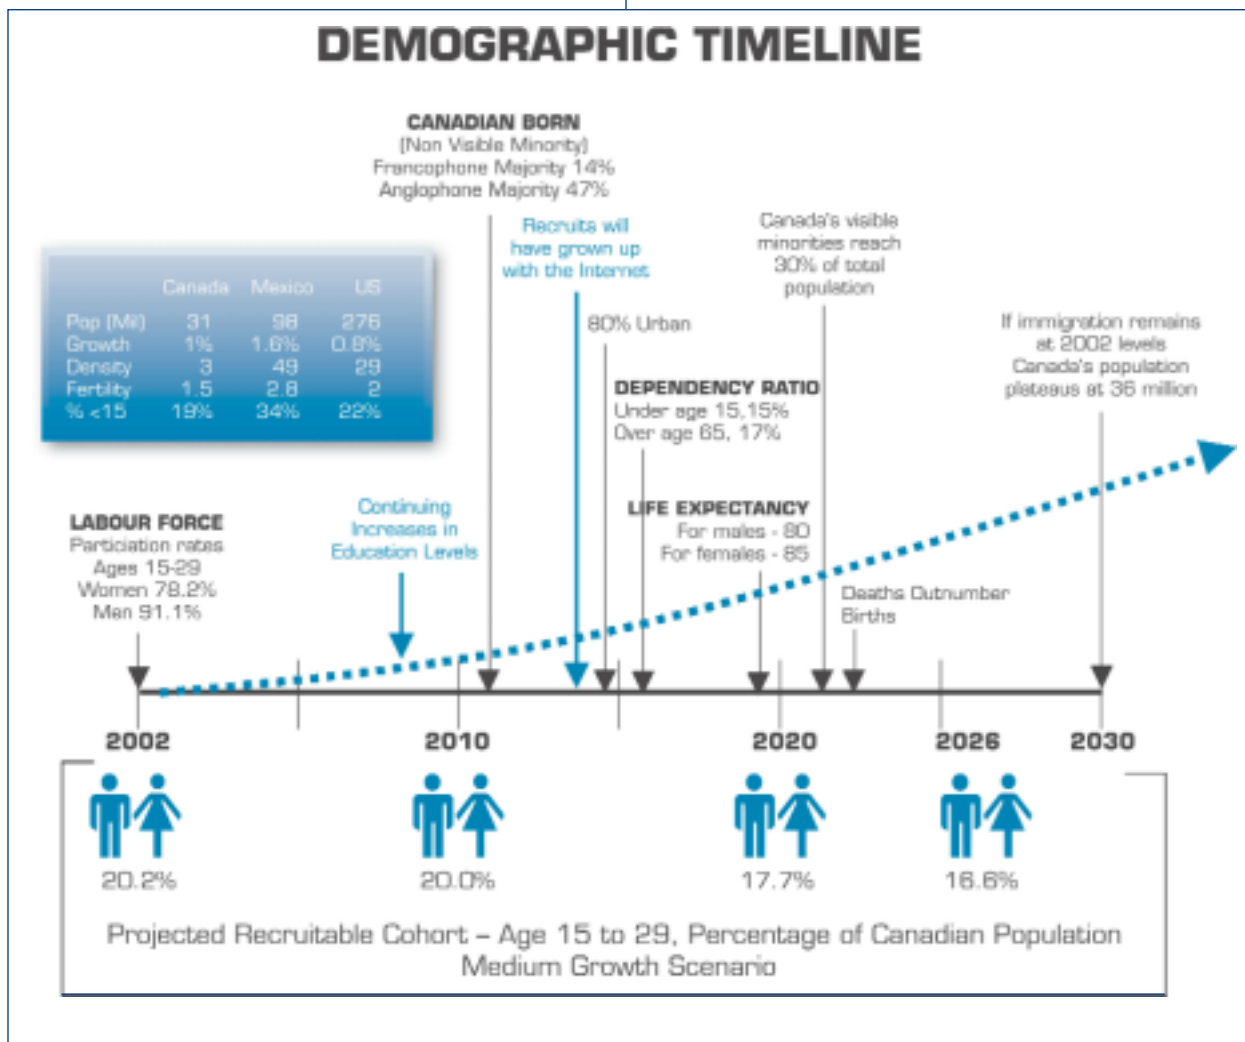 DEMOGRAPHIC TIMELINE
CANADIAN BORN
(Non Visible Minority)
Francophone Majority 14%
Anglophone Majority 47%
Recruits will
have grown up
with the Internet
Canada's visible
minorities reach
30% of total
population
Canada Mexico US
Pop (Mil) 31 98 276
Growth 1% 1.6% 0.8%
Density 3 49 29
Fertility 1.5 2.8 2
% <15 19% 34% 22%
80% Urban
If immigration remains
at 2002 levels
Canada's population
plateaus at 36 million
DEPENDENCY RATIO
Under age 15,15%
Over age 65, 17%
LABOUR FORCE
Particiation rates
Ages 15-29
Women 78.2%
Men 91.1%
Continuing
Increases in
Education Levels
LIFE EXPECTANCY
For males - 80
For females - 85
Deaths Outnumber
Births
2002 2010 2020 2026 2030
20.2% 20.0% 17.7% 16.6%
Projected Recruitable Cohort – Age 15 to 29, Percentage of Canadian Population
Medium Growth Scenario